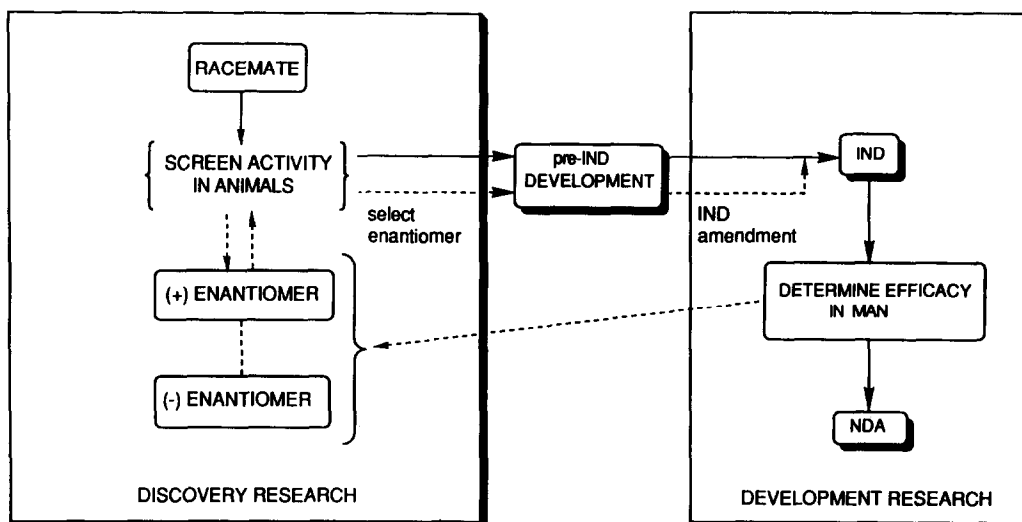 RACEMATE
SCREEN ACTIVITY
IN ANIMALS
select
enantiomer
(+) ENANTIOMER
(-) ENANTIOMER
DISCOVERY RESEARCH
pre-IND
DEVELOPMENT
IND
amendment
IND
DETERMINE EFFICACY
IN MAN
NDA
DEVELOPMENT RESEARCH